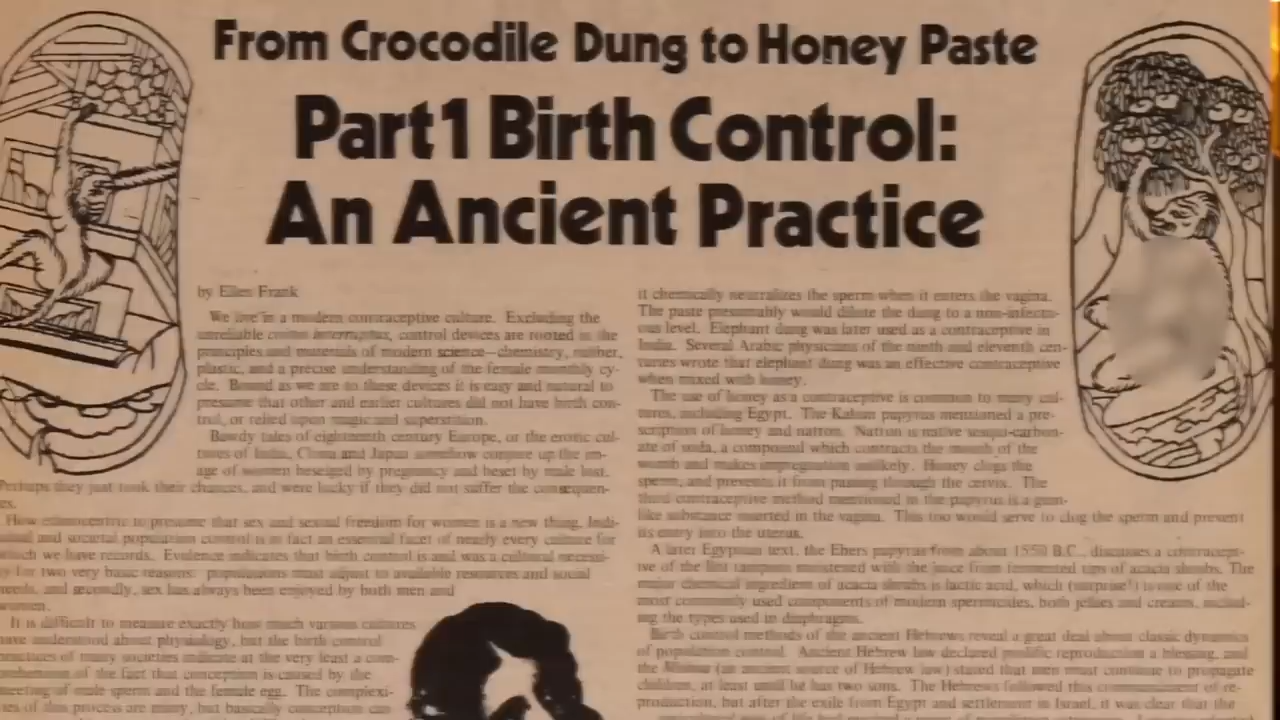 From Crocodile Dung to Honey Paste
Part 1 Birth Control:
An Ancient Practice
by Ellen Frank
We live in a modern contraceptive culture. Excluding the
unreliable coitus interruptus, control devices are rooted in the
principles and materials of modern science—chemistry, rubber,
plastic, and a precise understanding of the female monthly cy-
cle. Bound as we are to these devices it is easy and natural to
presume that other and earlier cultures did not have birth con-
trol, or relied upon magic and superstition.
Bawdy tales of eighteenth century Europe, or the erotic cul-
tures of India, China and Japan somehow conjure up the im-
age of women beseiged by pregnancy and beset by male lust.
Perhaps they just took their chances, and were lucky if they did not suffer the consequen-
ces.
How ethnocentric to presume that sex and sexual freedom for women is a new thing. Indi-
and societal population control is in fact an essential facet of nearly every culture for
which we have records. Evidence indicates that birth control is and was a cultural necessi-
ty for two very basic reasons: populations must adjust to available resources and social
needs, and secondly, sex has always been enjoyed by both men and
women.
It is difficult to measure exactly how much various cultures
have understood about physiology, but the birth control
practices of many societies indicate at the very least a com-
prehension of the fact that conception is caused by the
meeting of male sperm and the female egg. The complexi-
ties of this process are many, but basically conception can
it chemically neutralizes the sperm when it enters the vagina.
The paste presumably would dilute the dung to a non-infectu-
ous level. Elephant dung was later used as a contraceptive in
India. Several Arabic physicians of the ninth and eleventh cen-
turies wrote that elephant dung was an effective contraceptive
when mixed with honey.
The use of honey as a contraceptive is common to many cul-
tures, including Egypt. The Kahun papyrus mentioned a pre-
scription of honey and natron. Natron is native sesqui-carbon-
ate of soda, a compound which contracts the mouth of the
womb and makes impregnation unlikely. Honey clogs the
sperm, and prevents it from passing through the cervix. The
third contraceptive method mentioned in the papyrus is a gum-
like substance inserted in the vagina. This too would serve to clog the sperm and prevent
its entry into the uterus.
A later Egyptian text, the Ebers papyrus from about 1550 B.C., discusses a contracept-
ive of the lint tampon moistened with the juice from fermented tips of acacia shrubs. The
major chemical ingredient of acacia shrubs is lactic acid, which (surprise!) is one of the
most commonly used components of modern spermicides, both jellies and creams, includ-
ing the types used in diaphragms.
Birth control methods of the ancient Hebrews reveal a great deal about classic dynamics
of population control. Ancient Hebrew law declared prolific reproduction a blessing, and
the (an ancient source of Hebrew law) stated that men must continue to propagate
children, at least until he has two sons. The Hebrews followed this commandment of re-
production, but after the exile from Egypt and settlement in Israel, it was clear that the